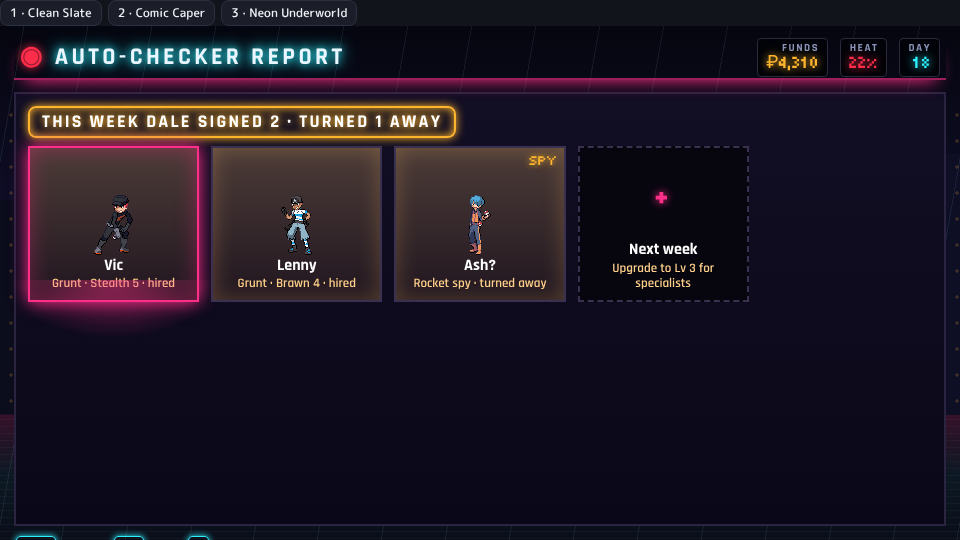 1 · Clean Slate
2 · Comic Caper
3 · Neon Underworld
AUTO-CHECKER REPORT
FUNDS
₽4,310
HEAT
22%
DAY
18
THIS WEEK DALE SIGNED 2 · TURNED 1 AWAY
Vic
Grunt · Stealth 5 · hired
Lenny
Grunt · Brawn 4 · hired
SPY
Ash?
Rocket spy · turned away
+
Next week
Upgrade to Lv 3 for
specialists